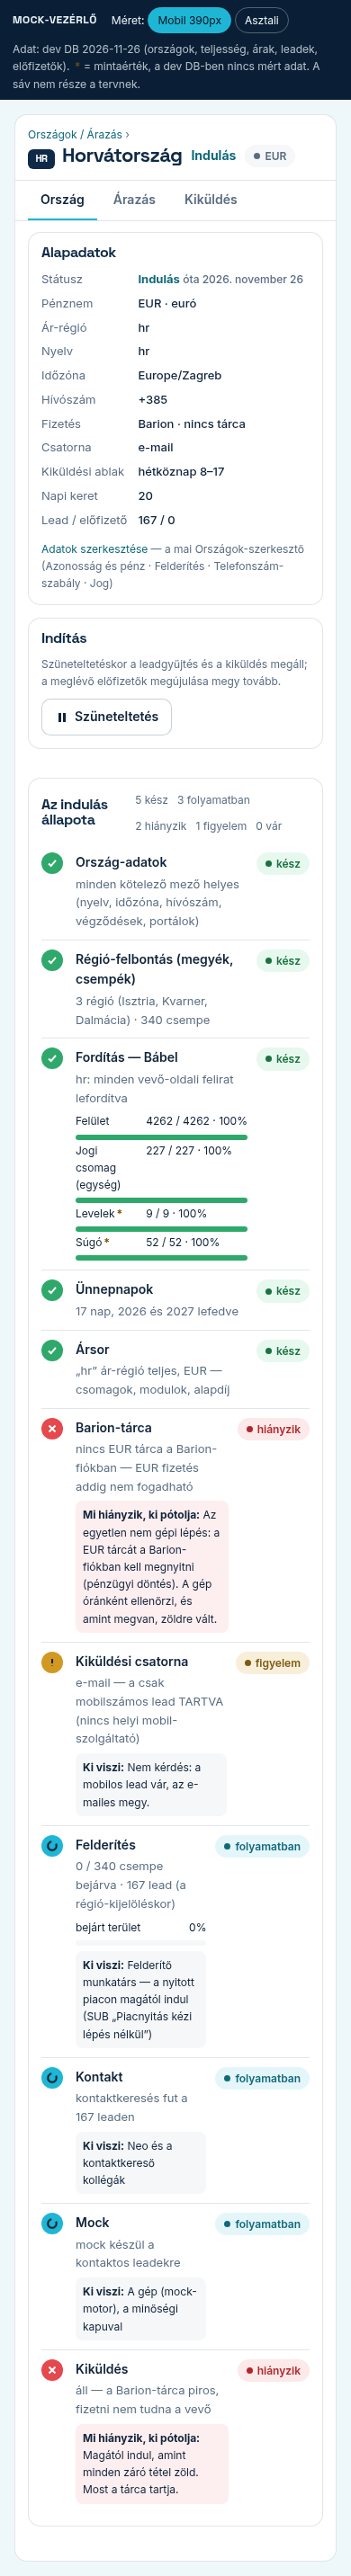 MOCK-VEZÉRLŐ Méret: Mobil 390px Asztali
Adat: dev DB 2026-11-26 (országok, teljesség, árak, leadek,
előfizetők). * = mintaérték, a dev DB-ben nincs mért adat. A
sáv nem része a tervnek.
Országok / Árazás ›
HR Horvátország Indulás EUR
Ország Árazás Kiküldés
Alapadatok
Státusz Indulás óta 2026. november 26
Pénznem EUR · euró
Ár-régió hr
Nyelv hr
Időzóna Europe/Zagreb
Hívószám +385
Fizetés Barion · nincs tárca
Csatorna e-mail
Kiküldési ablak hétköznap 8–17
Napi keret 20
Lead / előfizető 167 / 0
Adatok szerkesztése — a mai Országok-szerkesztő
(Azonosság és pénz · Felderítés · Telefonszám-
szabály · Jog)
Indítás
Szüneteltetéskor a leadgyűjtés és a kiküldés megáll;
a meglévő előfizetők megújulása megy tovább.
Szüneteltetés
Az indulás
állapota
5 kész 3 folyamatban
2 hiányzik 1 figyelem 0 vár
Ország-adatok kész
minden kötelező mező helyes
(nyelv, időzóna, hívószám,
végződések, portálok)
Régió-felbontás (megyék,
csempék) kész
3 régió (Isztria, Kvarner,
Dalmácia) · 340 csempe
Fordítás — Bábel kész
hr: minden vevő-oldali felirat
lefordítva
Felület 4262 / 4262 · 100%
Jogi
csomag
(egység) 227 / 227 · 100%
Levelek * 9 / 9 · 100%
Súgó * 52 / 52 · 100%
Ünnepnapok kész
17 nap, 2026 és 2027 lefedve
Ársor kész
„hr” ár-régió teljes, EUR —
csomagok, modulok, alapdíj
Barion-tárca hiányzik
nincs EUR tárca a Barion-
fiókban — EUR fizetés
addig nem fogadható
Mi hiányzik, ki pótolja: Az
egyetlen nem gépi lépés: a
EUR tárcát a Barion-
fiókban kell megnyitni
(pénzügyi döntés). A gép
óránként ellenőrzi, és
amint megvan, zöldre vált.
Kiküldési csatorna figyelem
e-mail — a csak
mobilszámos lead TARTVA
(nincs helyi mobil-
szolgáltató)
Ki viszi: Nem kérdés: a
mobilos lead vár, az e-
mailes megy.
Felderítés folyamatban
0 / 340 csempe
bejárva · 167 lead (a
régió-kijelöléskor)
bejárt terület 0%
Ki viszi: Felderítő
munkatárs — a nyitott
piacon magától indul
(SUB „Piacnyitás kézi
lépés nélkül”)
Kontakt folyamatban
kontaktkeresés fut a
167 leaden
Ki viszi: Neo és a
kontaktkereső
kollégák
Mock folyamatban
mock készül a
kontaktos leadekre
Ki viszi: A gép (mock-
motor), a minőségi
kapuval
Kiküldés hiányzik
áll — a Barion-tárca piros,
fizetni nem tudna a vevő
Mi hiányzik, ki pótolja:
Magától indul, amint
minden záró tétel zöld.
Most a tárca tartja.